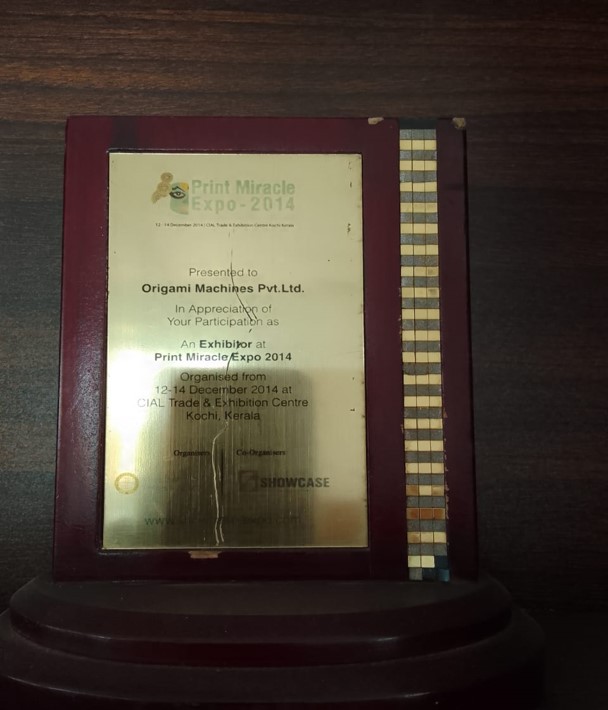 Print Miracle
Expo - 2014
12 - 14 December 2014 | CIAL Trade & Exhibition Centre Kochi Kerala
Presented to
Origami Machines Pvt.Ltd.
In Appreciation of
Your Participation as
An Exhibitor at
Print Miracle Expo 2014
Organised from
12-14 December 2014 at
CIAL Trade & Exhibition Centre
Kochi, Kerala
Organisers Co-Organisers
SHOWCASE